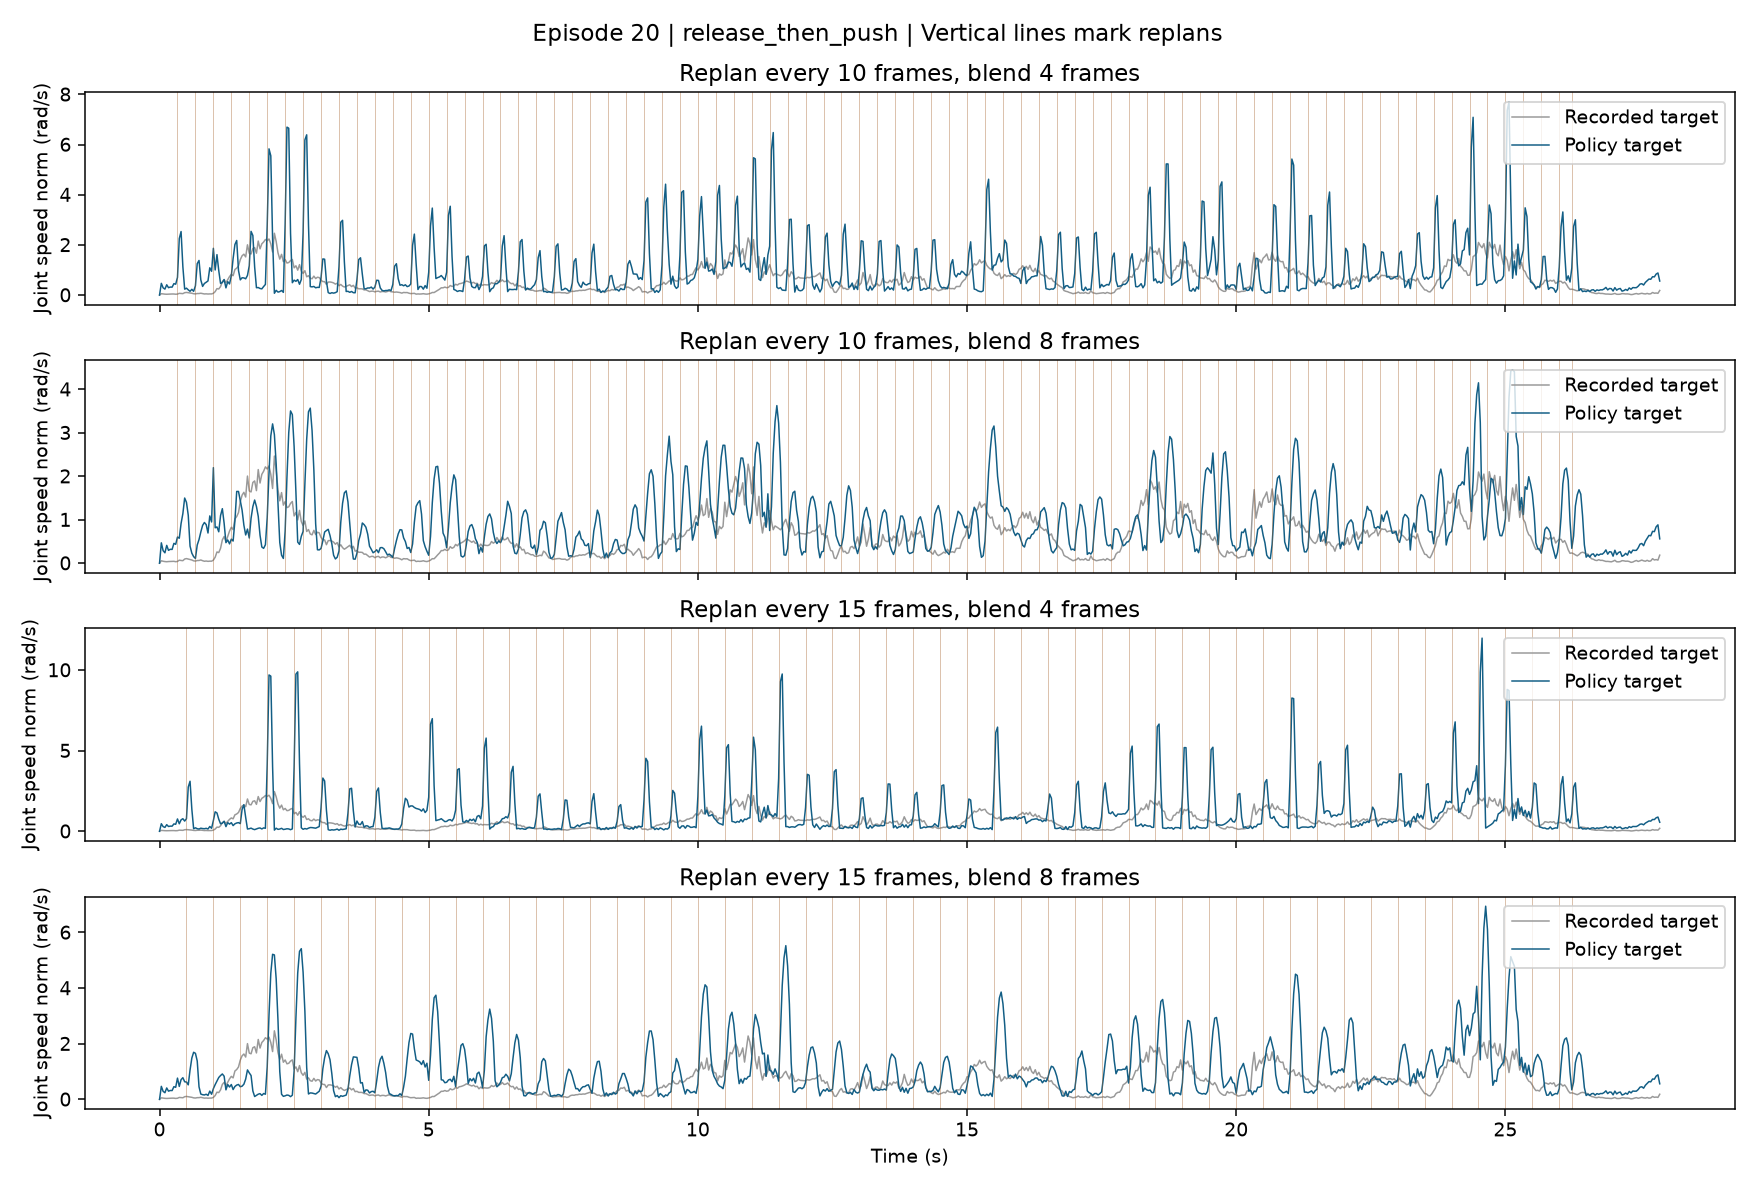 Episode 20 | release_then_push | Vertical lines mark replans
Replan every 10 frames, blend 4 frames
Joint speed norm (rad/s)
8
6
4
2
0
Recorded target
Policy target
Replan every 10 frames, blend 8 frames
Joint speed norm (rad/s)
4
3
2
1
0
Recorded target
Policy target
Replan every 15 frames, blend 4 frames
Joint speed norm (rad/s)
10
5
0
Recorded target
Policy target
Replan every 15 frames, blend 8 frames
Joint speed norm (rad/s)
6
4
2
0
Recorded target
Policy target
0 5 10 15 20 25
Time (s)